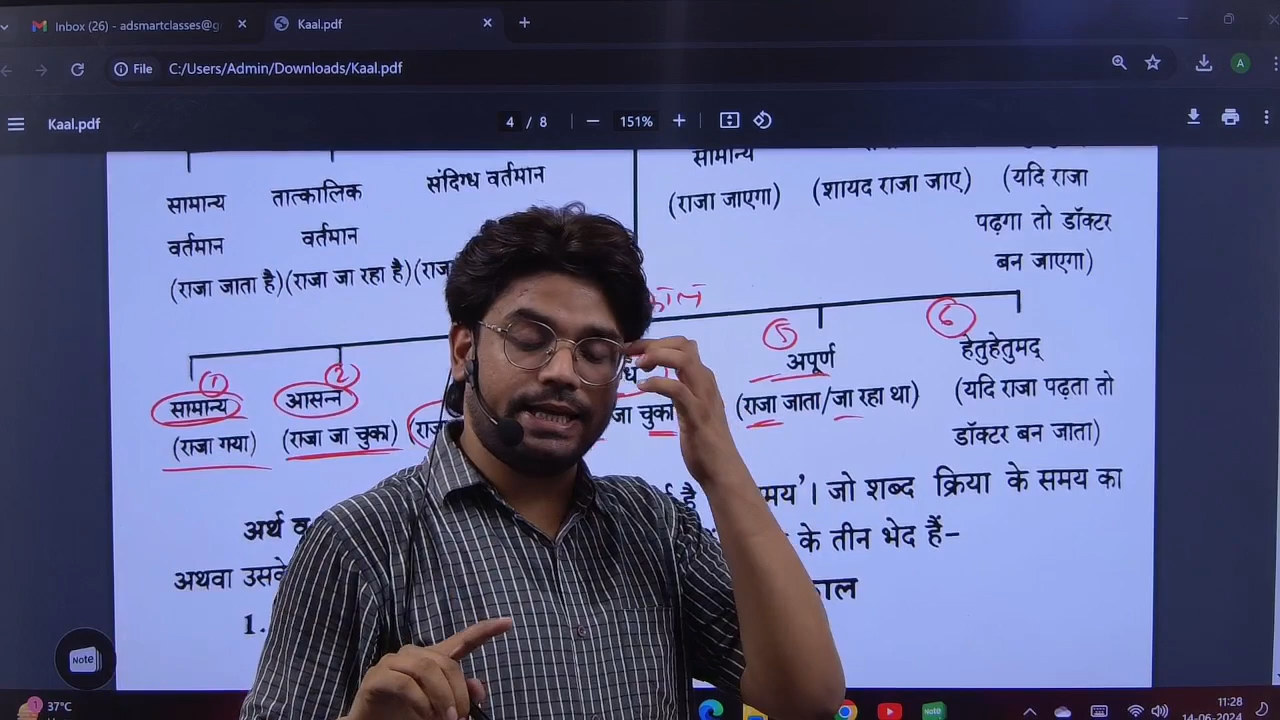 Inbox (26) - adsmartclasses@g
Kaal.pdf
File C:/Users/Admin/Downloads/Kaal.pdf
A
Kaal.pdf
4 / 8
151%
सामान्य
वर्तमान
(राजा जाता है)
तात्कालिक
वर्तमान
(राजा जा रहा है)
संदिग्ध वर्तमान
सामान्य
(राजा जाएगा)
(शायद राजा जाए)
(यदि राजा
पढ़गा तो डॉक्टर
बन जाएगा)
काल
1
सामान्य
(राजा गया)
2
आसन्न
(राजा जा चुका)
जा चुका
5
अपूर्ण
(राजा जाता/जा रहा था)
6
हेतुहेतुमद्
(यदि राजा पढ़ता तो
डॉक्टर बन जाता)
है जो शब्द क्रिया के समय का
अर्थ
के तीन भेद हैं-
अथवा
1.
Note
1
37°C
Note
11:28
14-06-2024